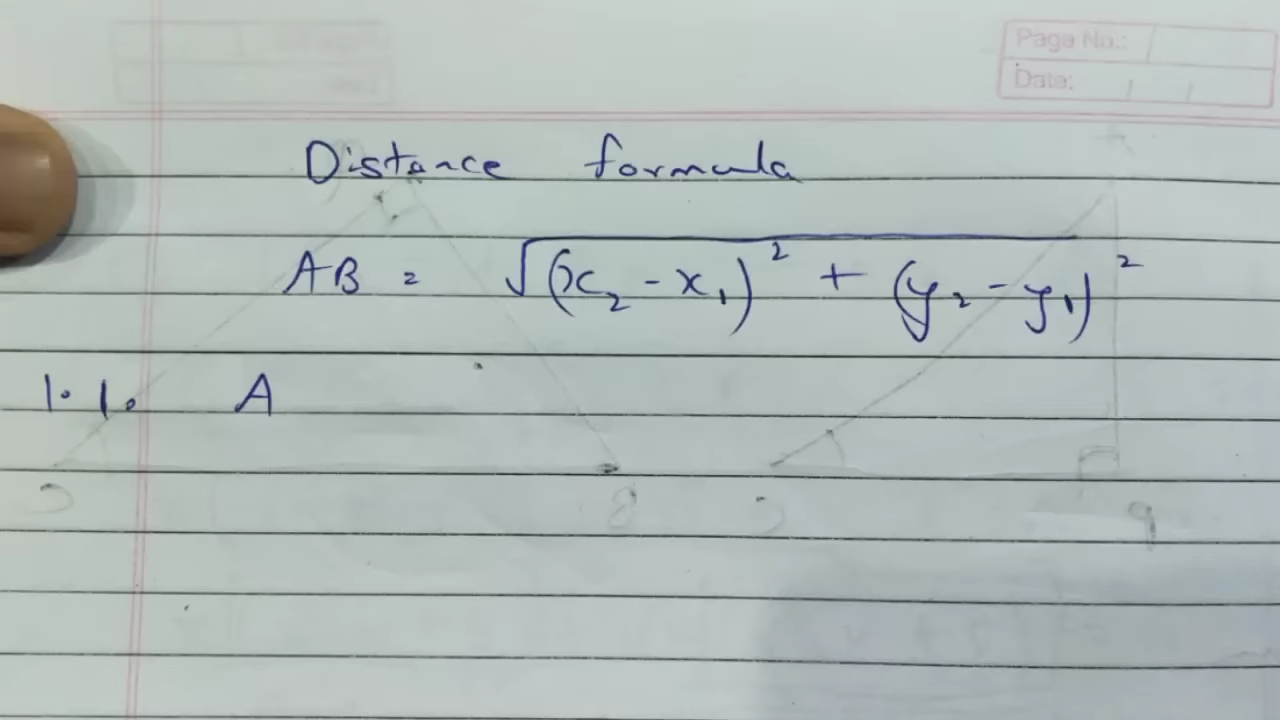 Page No.:
Date:
Distance formula
AB = √(x₂ - x₁)² + (y₂ - y₁)²
1. 1. A